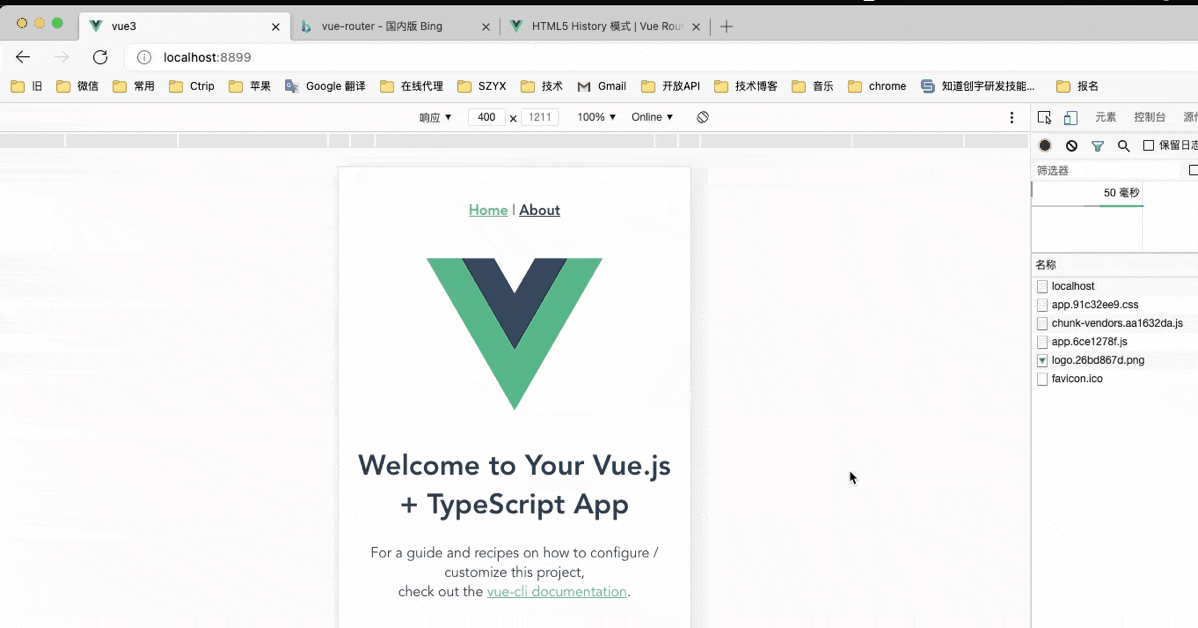 vue3
vue-router - 国内版 Bing
HTML5 History 模式 | Vue Rou
localhost:8899
旧 微信 常用 Ctrip 苹果 Google 翻译 在线代理 SZYX 技术 Gmail 开放API 技术博客 音乐 chrome 知道创宇研发技能... 报名
响应 ▼ 400 x 1211 100% ▼ Online ▼
元素 控制台
保留日志
筛选器
50 毫秒
名称
localhost
app.91c32ee9.css
chunk-vendors.aa1632da.js
app.6ce1278f.js
logo.26bd867d.png
favicon.ico
Home | About
Welcome to Your Vue.js
+ TypeScript App
For a guide and recipes on how to configure /
customize this project,
check out the vue-cli documentation.